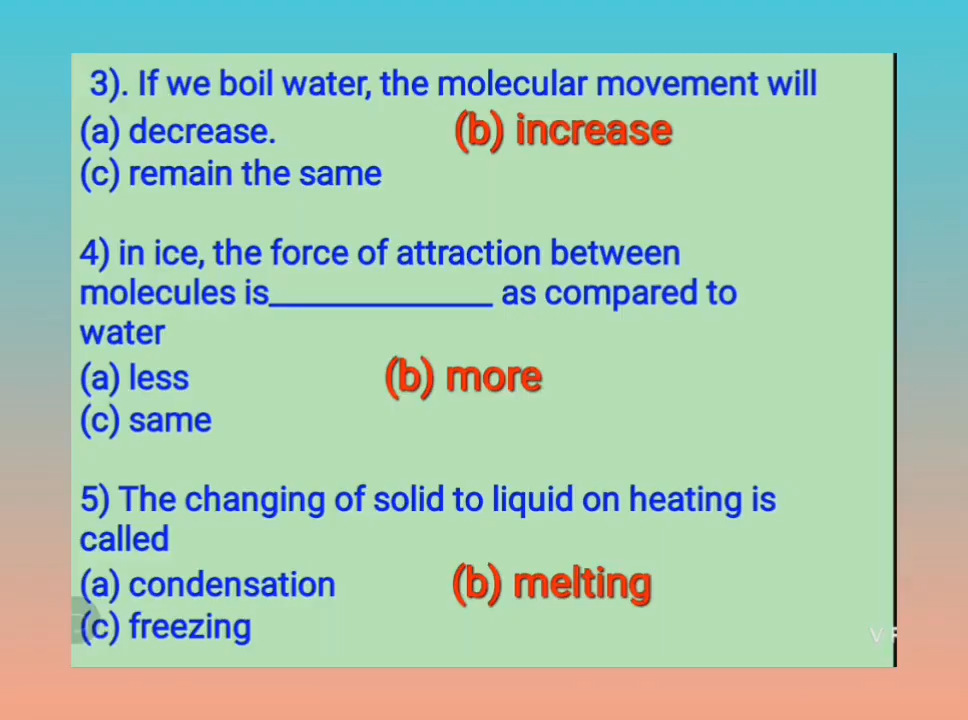 3). If we boil water, the molecular movement will
(a) decrease. (b) increase
(c) remain the same
4) in ice, the force of attraction between
molecules is______________ as compared to
water
(a) less (b) more
(c) same
5) The changing of solid to liquid on heating is
called
(a) condensation (b) melting
(c) freezing